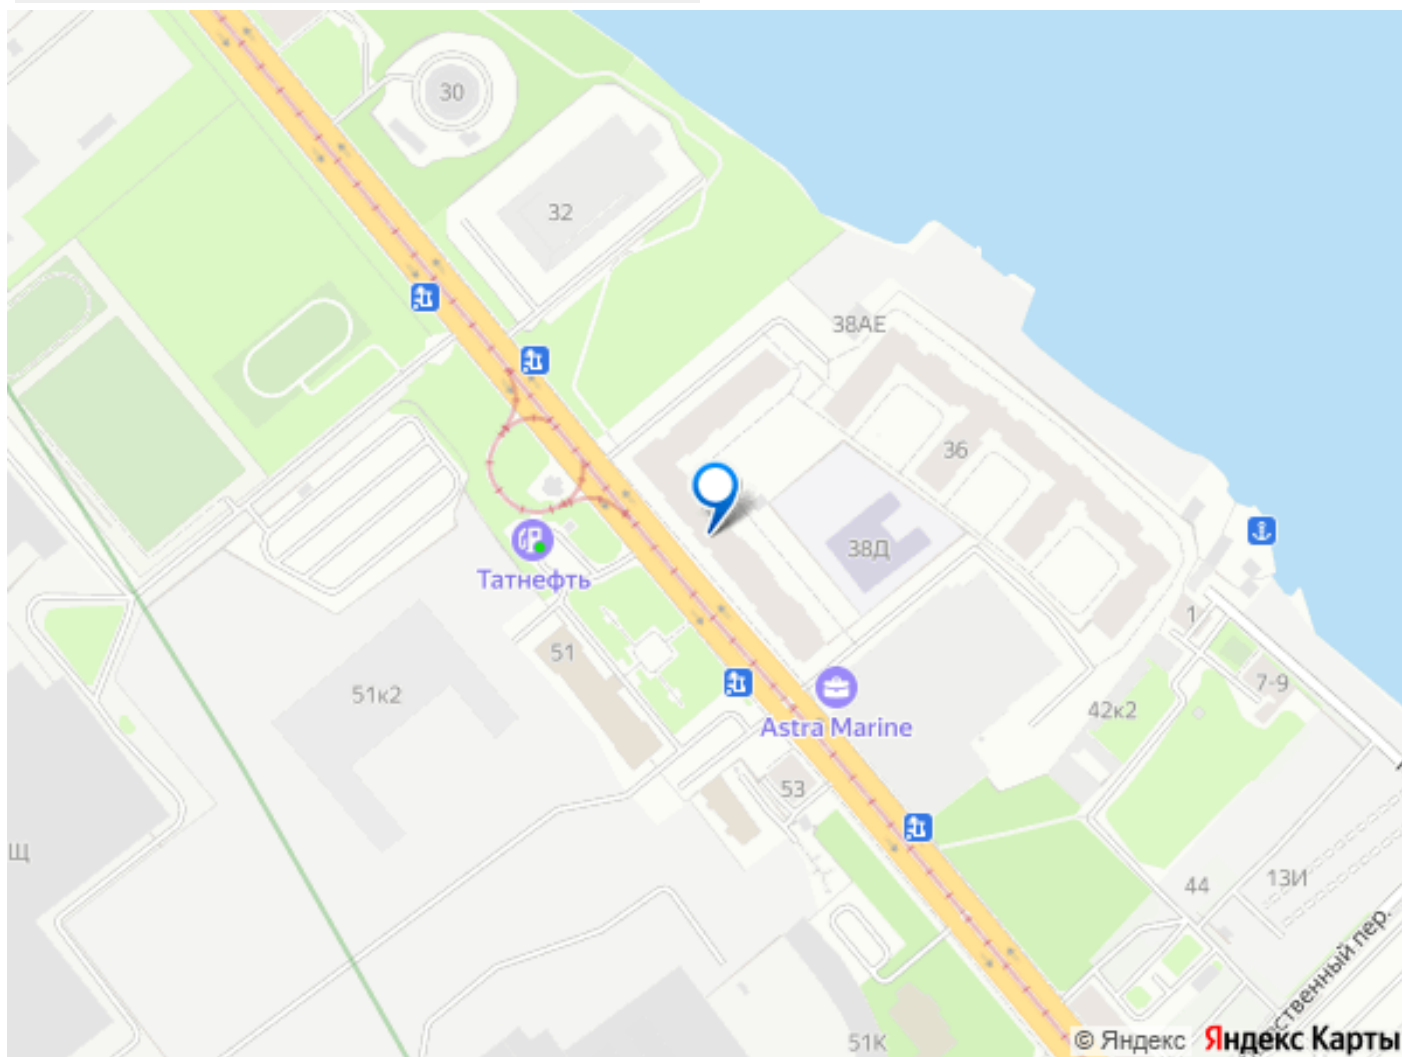 30
32
38АЕ
36
38Д
Татнефть
1
51
7-9
51к2
42к2
Astra Marine
53
Щ
44
13И
ственный пер.
51К
© Яндекс
Яндекс Карты